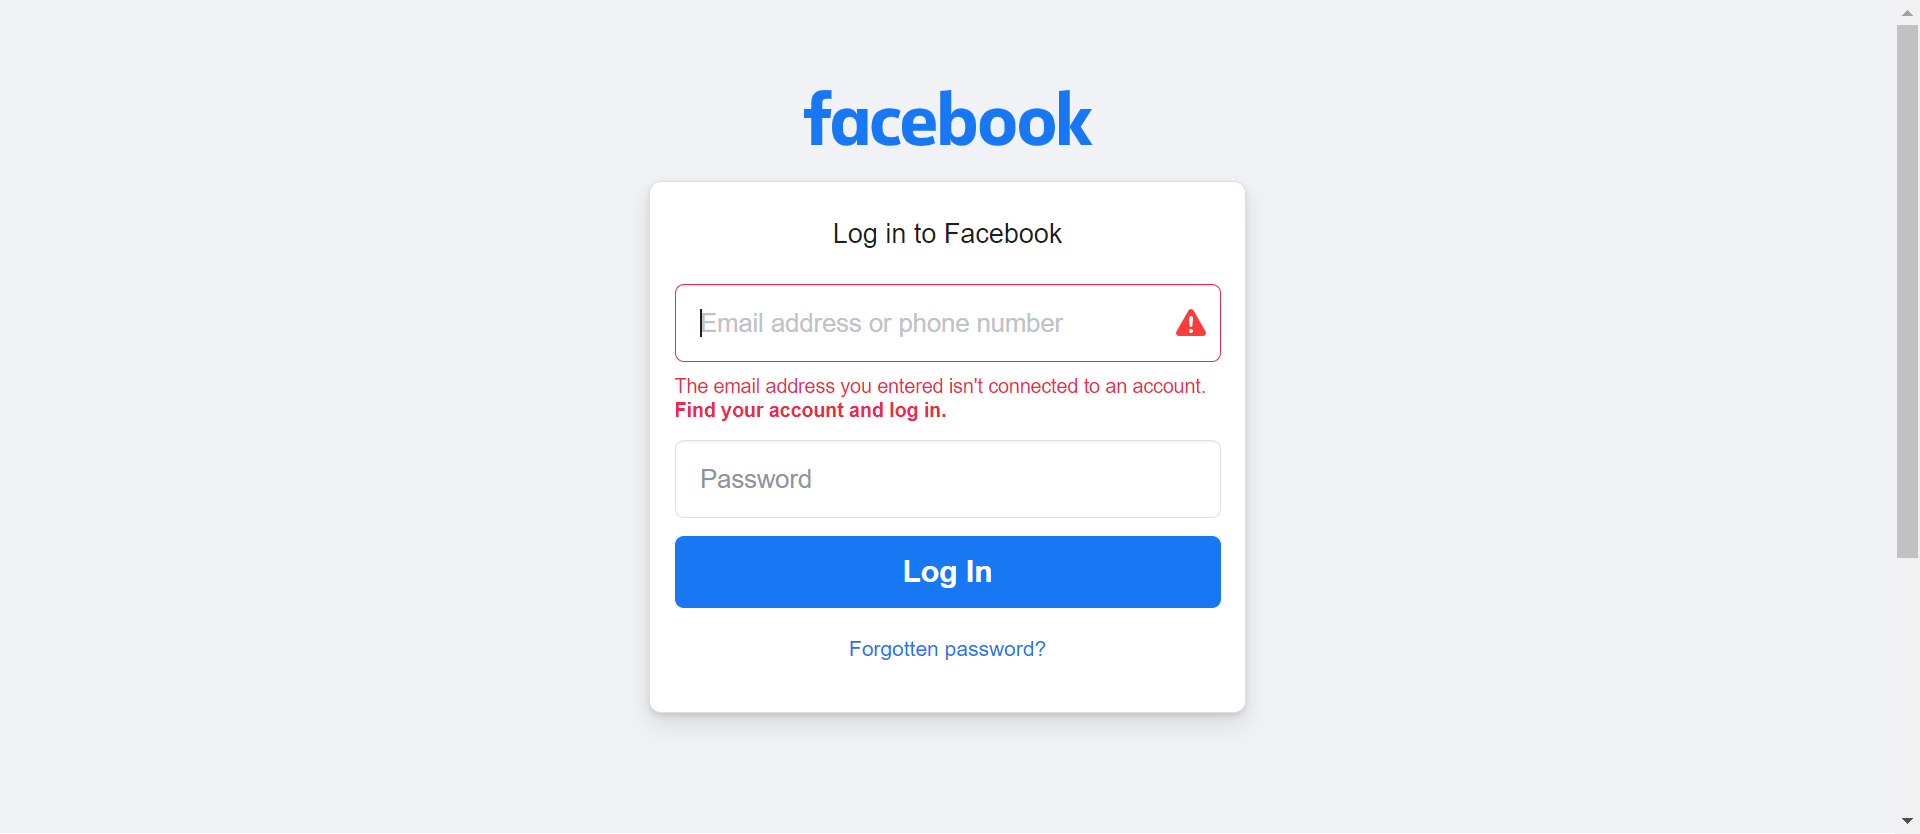 facebook
Log in to Facebook
Email address or phone number
The email address you entered isn't connected to an account.
Find your account and log in.
Password
Log In
Forgotten password?